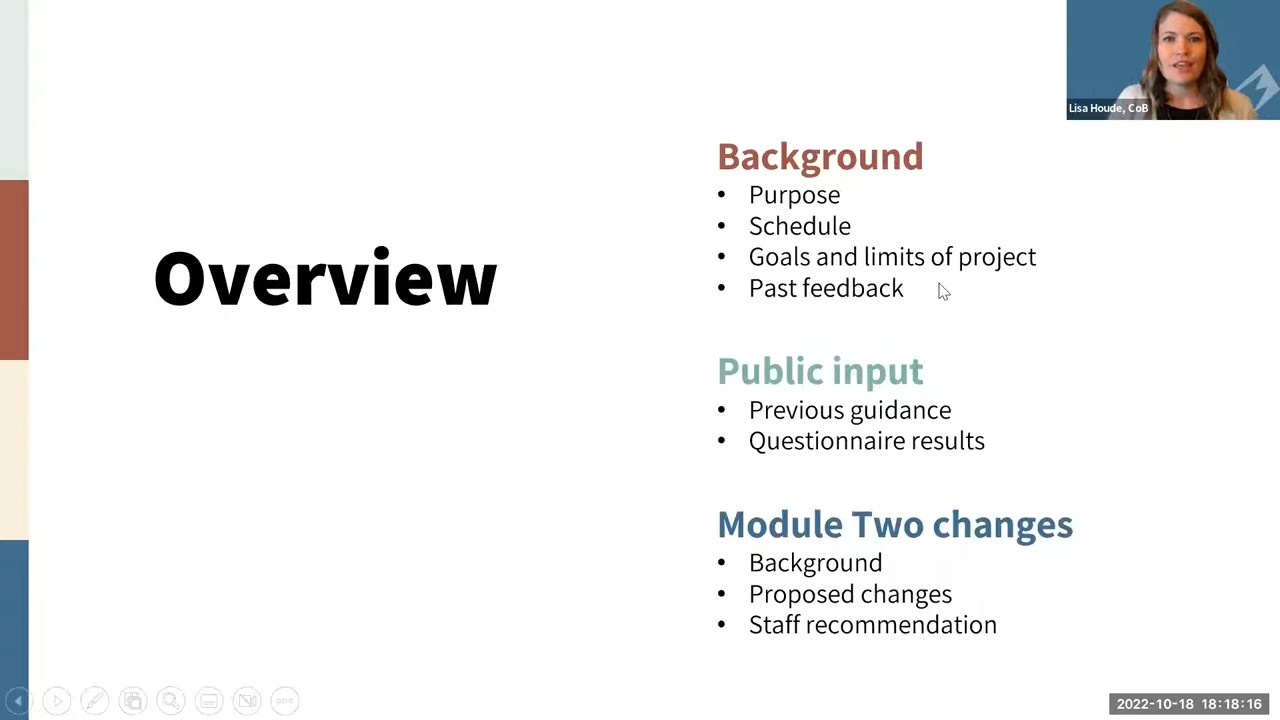 Lisa Houde, CoB
Overview
Background
• Purpose
• Schedule
• Goals and limits of project
• Past feedback
Public input
• Previous guidance
• Questionnaire results
Module Two changes
• Background
• Proposed changes
• Staff recommendation
2022-10-18 18:18:16